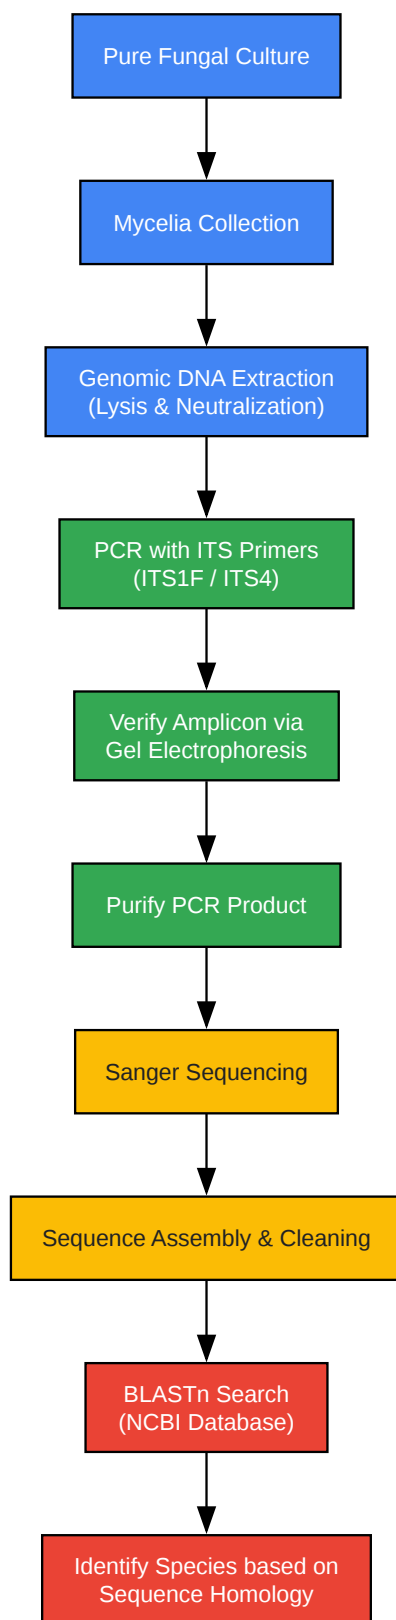 Pure Fungal Culture
Mycelia Collection
Genomic DNA Extraction
(Lysis & Neutralization)
PCR with ITS Primers
(ITS1F / ITS4)
Verify Amplicon via
Gel Electrophoresis
Purify PCR Product
Sanger Sequencing
Sequence Assembly & Cleaning
BLASTn Search
(NCBI Database)
Identify Species based on
Sequence Homology